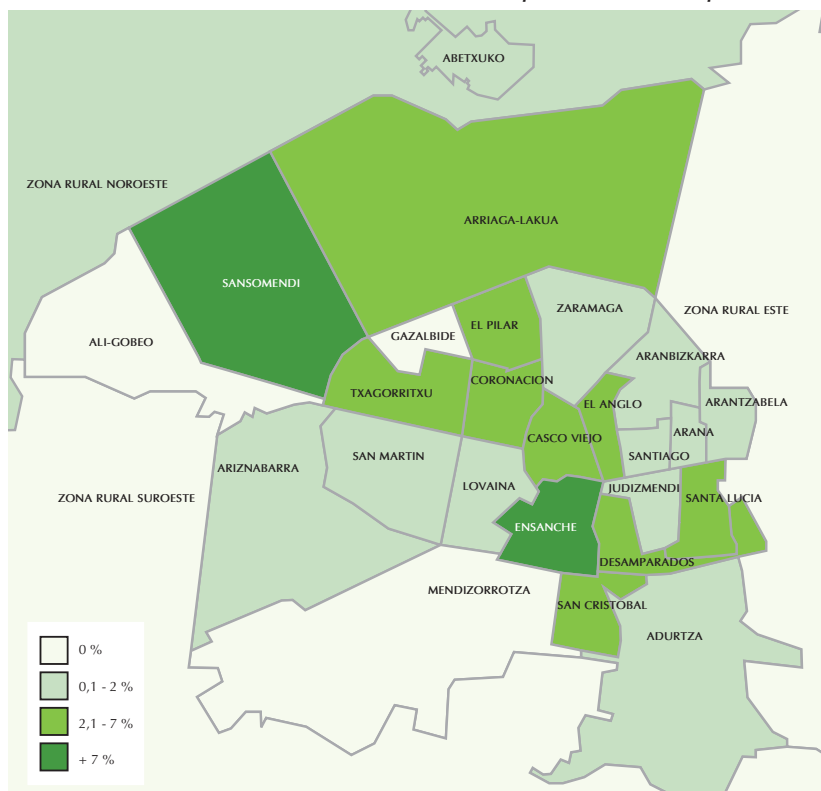 ABETXUKO
ZONA RURAL NOROESTE
ARRIAGA-LAKUA
SANSOMENDI
ZARAMAGA
ZONA RURAL ESTE
EL PILAR
GAZALBIDE
ALI-GOBEO
ARANBIZKARRA
CORONACION
TXAGORRITXU
EL ANGLO
ARANTZABELA
ARANA
CASCO VIEJO
SAN MARTIN
SANTIAGO
ARIZNABARRA
LOVAINA
JUDIZMENDI
ZONA RURAL SUROESTE
SANTA LUCIA
ENSANCHE
DESAMPARADOS
MENDIZORROTZA
SAN CRISTOBAL
ADURTZA
0 %
0,1 - 2 %
2,1 - 7 %
+ 7 %